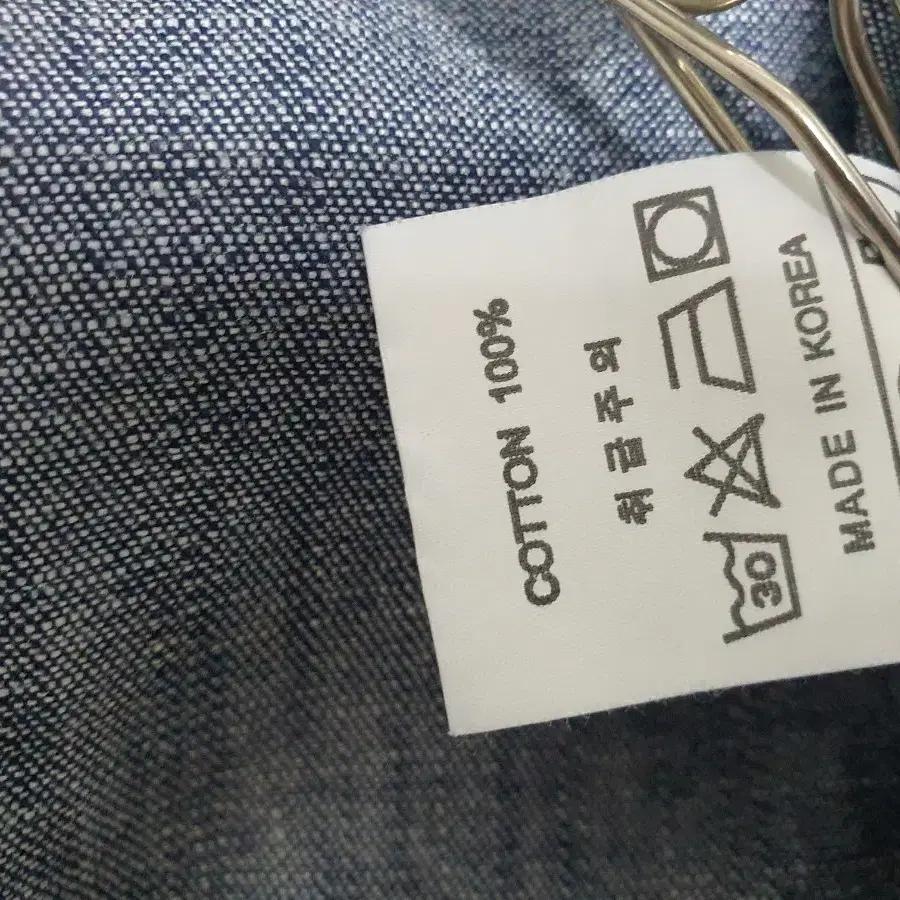 COTTON 100%
취급주의
30
MADE IN KOREA